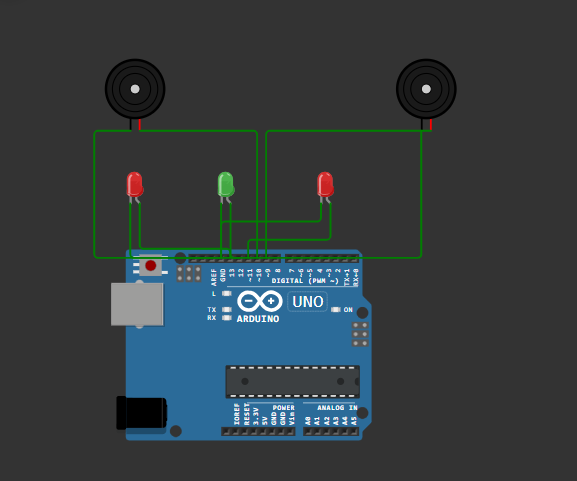 AREF
GND
13
12
~11
~10
~9
8
7
~6
~5
4
~3
2
TX→1
RX←0
DIGITAL (PWM ~)
L
TX
RX
UNO
ON
ARDUINO
POWER
ANALOG IN
IOREF
RESET
3.3V
5V
GND
GND
Vin
A0
A1
A2
A3
A4
A5